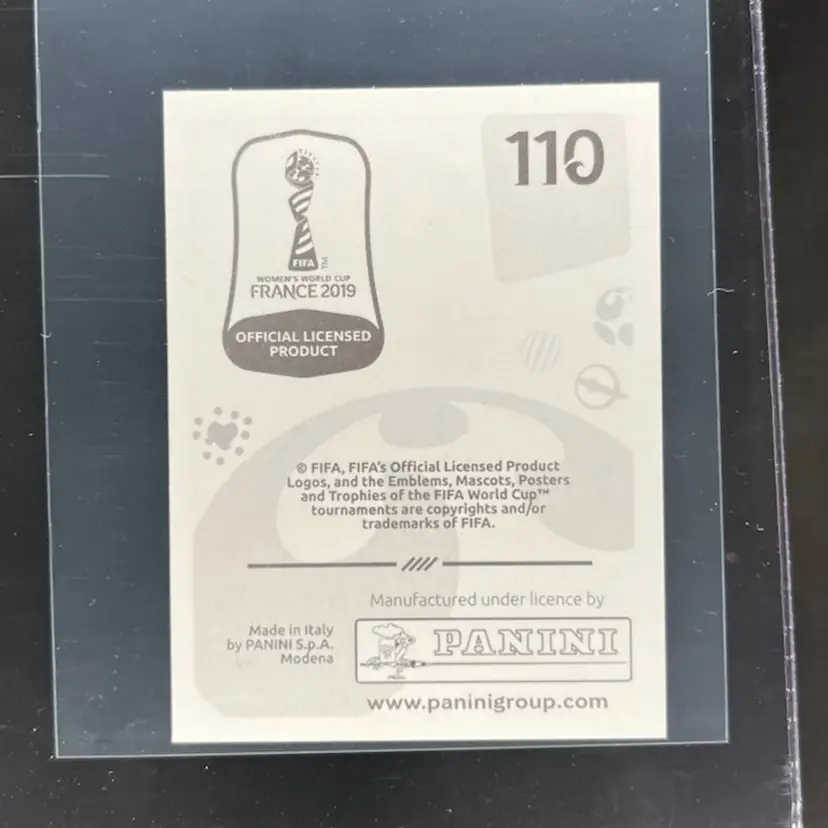 110
FIFA
TM
WOMEN'S WORLD CUP
FRANCE 2019
OFFICIAL LICENSED
PRODUCT
© FIFA, FIFA's Official Licensed Product
Logos, and the Emblems, Mascots, Posters
and Trophies of the FIFA World Cup™
tournaments are copyrights and/or
trademarks of FIFA.
Manufactured under licence by
Made in Italy
by PANINI S.p.A.
Modena
PANINI
www.paninigroup.com